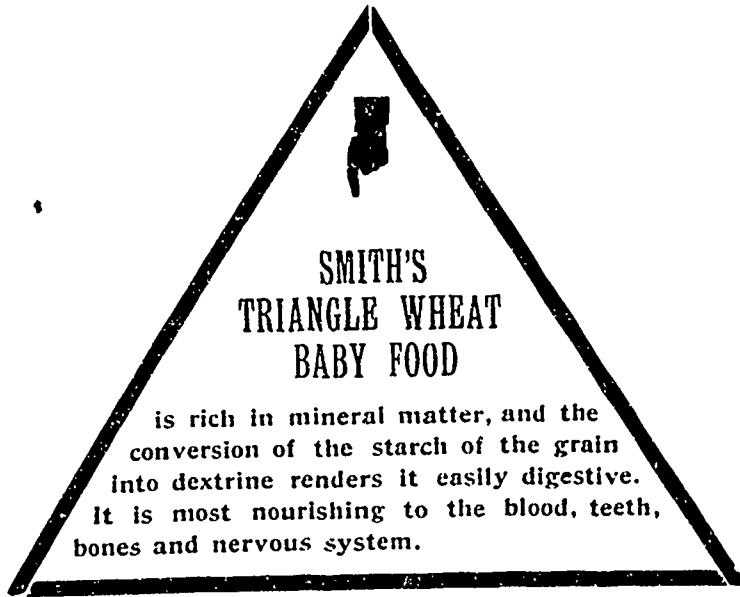 SMITH'S
TRIANGLE WHEAT
BABY FOOD
is rich in mineral matter, and the
conversion of the starch of the grain
into dextrine renders it easily digestive.
It is most nourishing to the blood, teeth,
bones and nervous system.